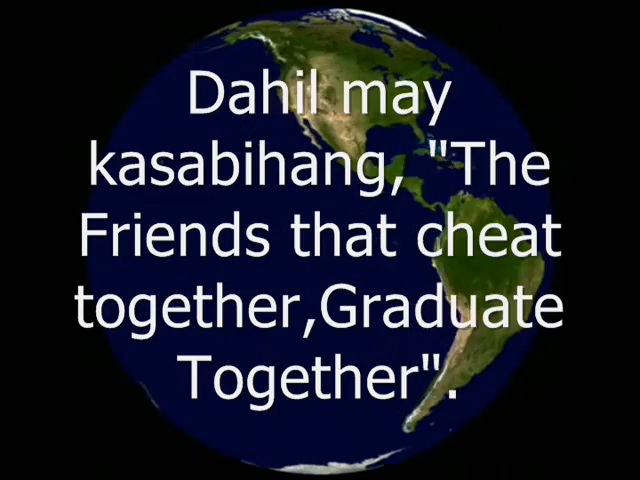 Dahil may
kasabihang, "The
Friends that cheat
together,Graduate
Together".